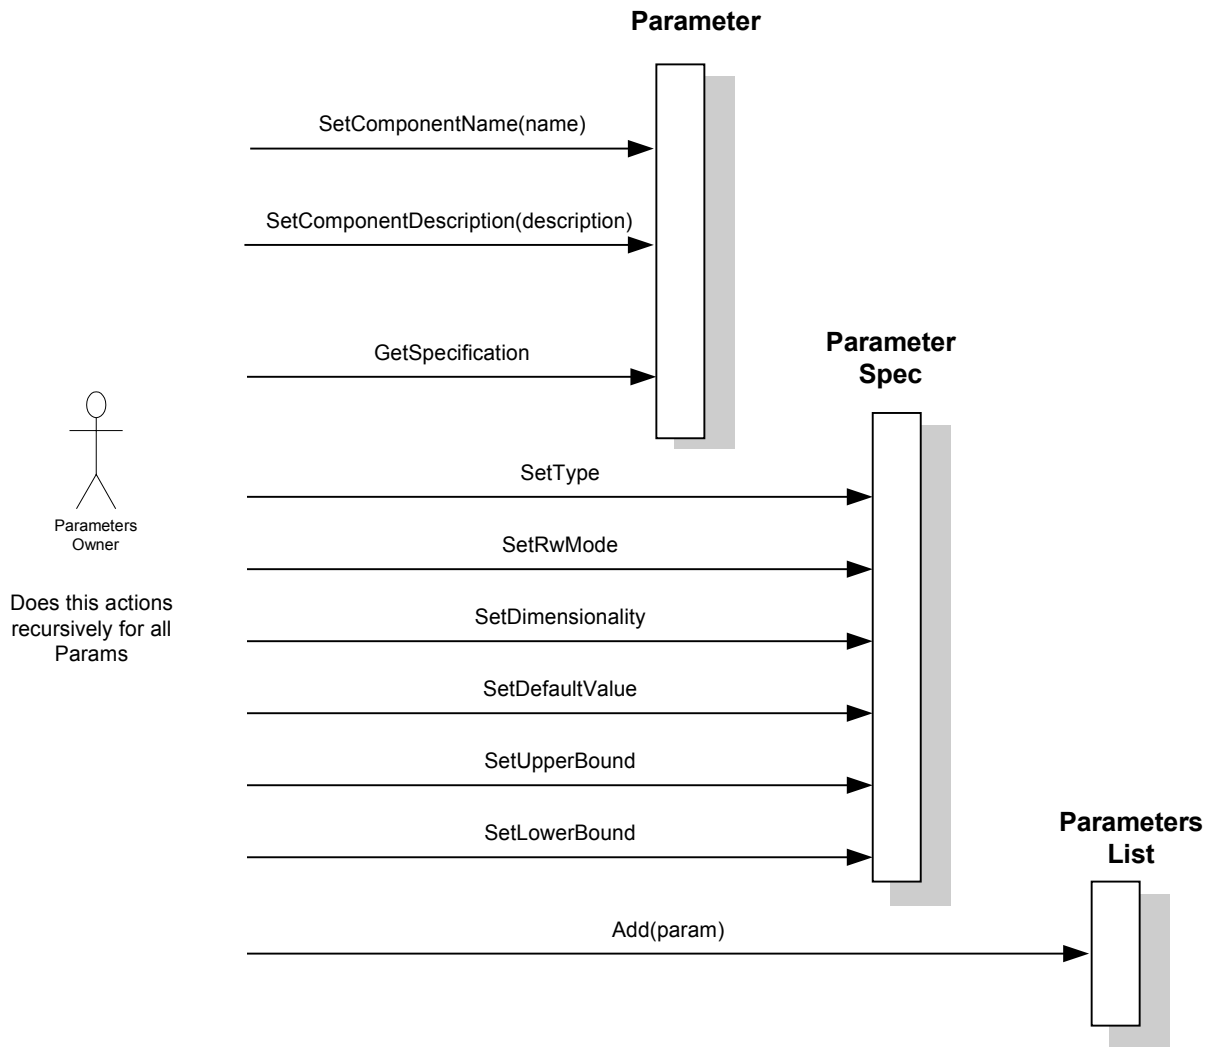 Parameter
SetComponentName(name)
SetComponentDescription(description)
GetSpecification
Parameter
Spec
SetType
Parameters
Owner
SetRwMode
Does this actions
recursively for all
Params
SetDimensionality
SetDefaultValue
SetUpperBound
SetLowerBound
Parameters
List
Add(param)